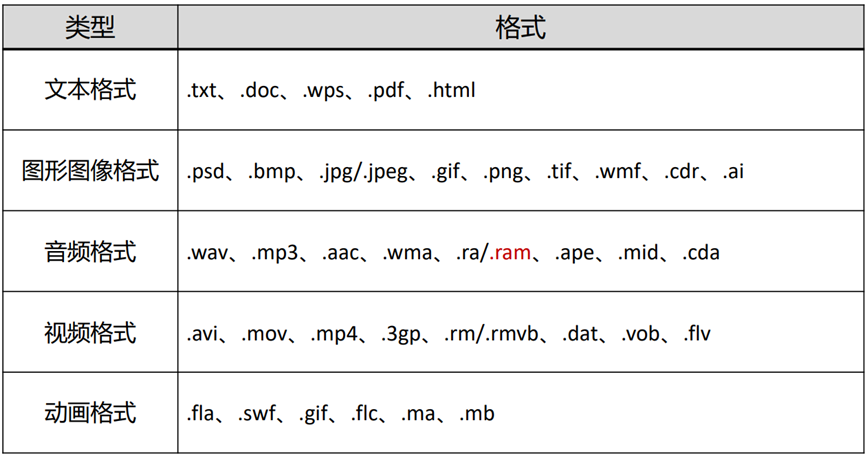 类型 格式
文本格式 .txt、.doc、.wps、.pdf、.html
图形图像格式 .psd、.bmp、.jpg/.jpeg、.gif、.png、.tif、.wmf、.cdr、.ai
音频格式 .wav、.mp3、.aac、.wma、.ra/.ram、.ape、.mid、.cda
视频格式 .avi、.mov、.mp4、.3gp、.rm/.rmvb、.dat、.vob、.flv
动画格式 .fla、.swf、.gif、.flc、.ma、.mb